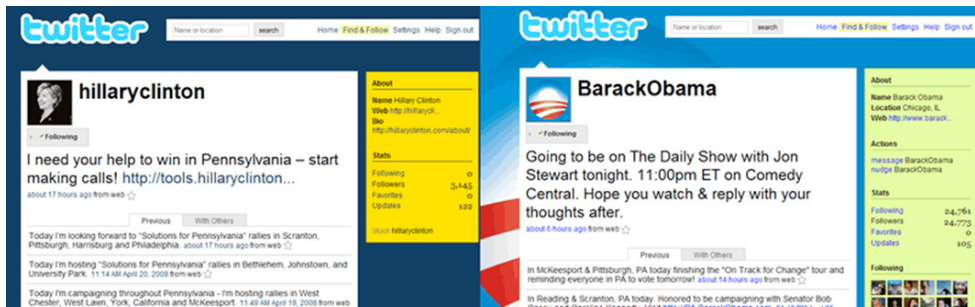 twitter
Name or location search Home Find & Follow Settings Help Sign out
hillaryclinton
Following
I need your help to win in Pennsylvania – start
making calls! http://tools.hillaryclinton...
about 17 hours ago from web
Previous With Others
Today I'm looking forward to "Solutions for Pennsylvania" rallies in Scranton,
Pittsburgh, Harrisburg and Philadelphia. about 17 hours ago from web
Today I'm hosting "Solutions for Pennsylvania" rallies in Bethlehem, Johnstown, and
University Park. 11:14 AM April 20, 2008 from web
Today I'm campaigning throughout Pennsylvania - I'm hosting rallies in West
Chester, West Lawn, York, California and McKeesport. 11:49 AM April 19, 2008 from web
About
Name Hillary Clinton
Web http://hillaryck...
Bio
http://hillaryclinton.com/about/
Stats
Following 0
Followers 3,145
Favorites 0
Updates 122
block hillaryclinton
twitter
Name or location search Home Find & Follow Settings Help Sign out
BarackObama
Following
Going to be on The Daily Show with Jon
Stewart tonight. 11:00pm ET on Comedy
Central. Hope you watch & reply with your
thoughts after.
about 6 hours ago from web
Previous With Others
In McKeesport & Pittsburgh, PA today finishing the "On Track for Change" tour and
reminding everyone in PA to vote tomorrow! about 14 hours ago from web
In Reading & Scranton, PA today. Honored to be campaigning with Senator Bob
About
Name Barack Obama
Location Chicago, IL
Web http://www.barack...
Actions
message BarackObama
nudge BarackObama
Stats
Following 24,761
Followers 24,773
Favorites 0
Updates 105
Following